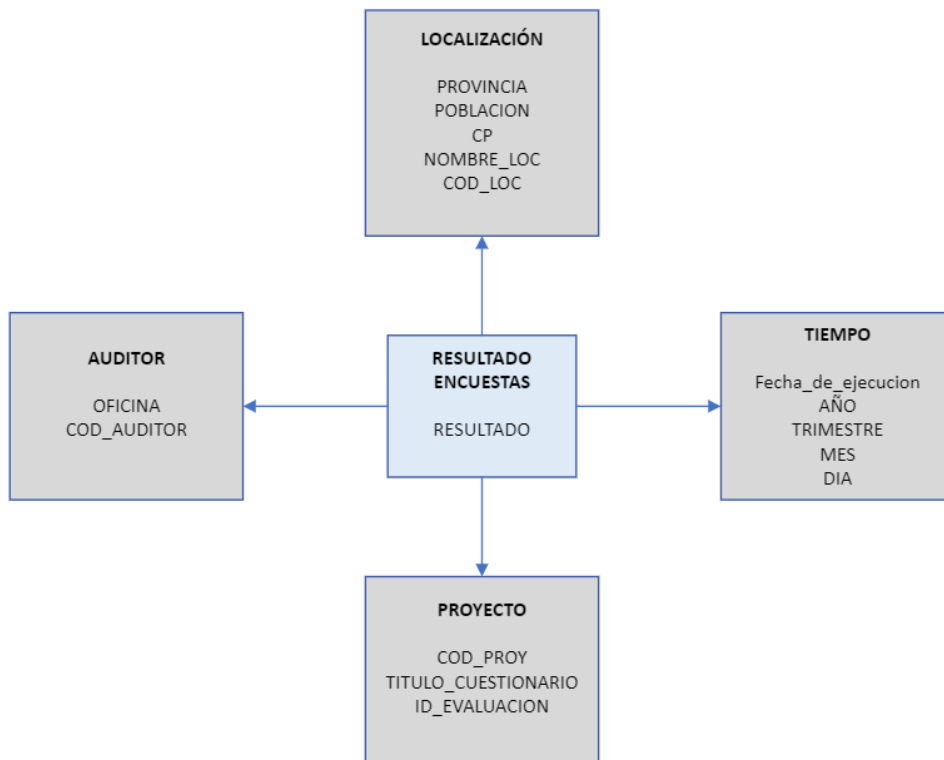 LOCALIZACIÓN
PROVINCIA
POBLACION
CP
NOMBRE_LOC
COD_LOC
AUDITOR
OFICINA
COD_AUDITOR
RESULTADO
ENCUESTAS
RESULTADO
TIEMPO
Fecha_de_ejecucion
AÑO
TRIMESTRE
MES
DIA
PROYECTO
COD_PROY
TITULO_CUESTIONARIO
ID_EVALUACION